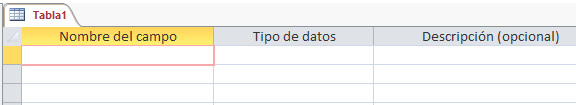 Tabla1
Nombre del campo Tipo de datos Descripción (opcional)